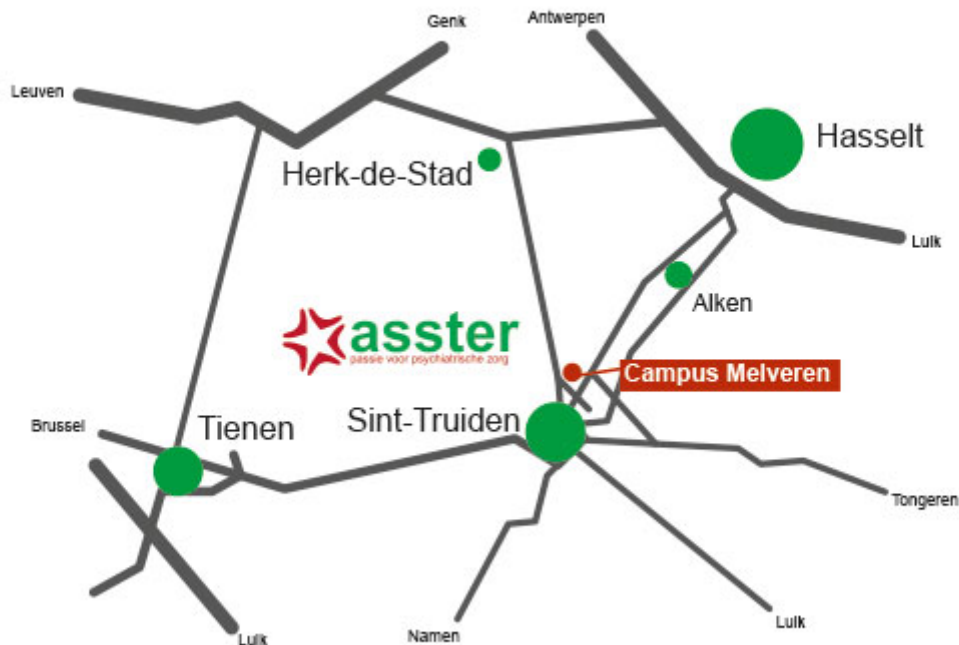 Genk
Antwerpen
Leuven
Hasselt
Herk-de-Stad
Luik
Alken
asster
passie voor psychiatrische zorg
Campus Melveren
Sint-Truiden
Brussel
Tienen
Tongeren
Luik
Namen
Luik